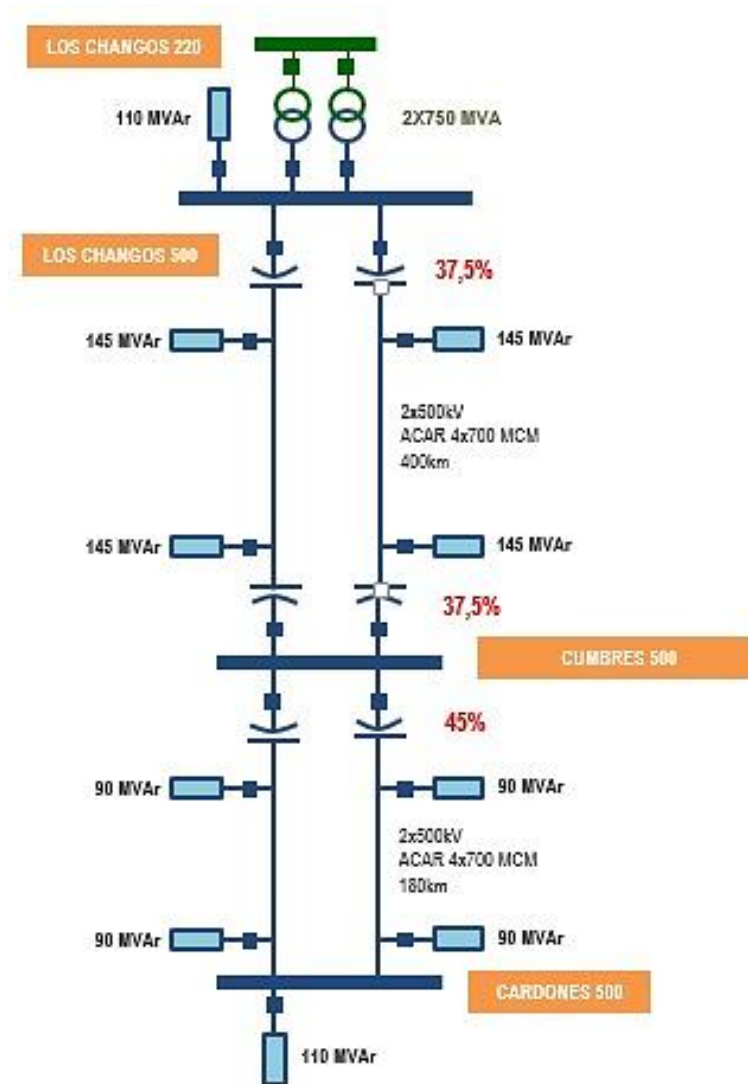 LOS CHANGOS 220
110 MVAr
2X750 MVA
LOS CHANGOS 500
37,5%
145 MVAr
145 MVAr
2x500kV
ACAR 4x700 MCM
400km
145 MVAr
145 MVAr
37,5%
CUMBRES 500
45%
90 MVAr
90 MVAr
2x500kV
ACAR 4x700 MCM
180km
90 MVAr
90 MVAr
CARDONES 500
110 MVAr